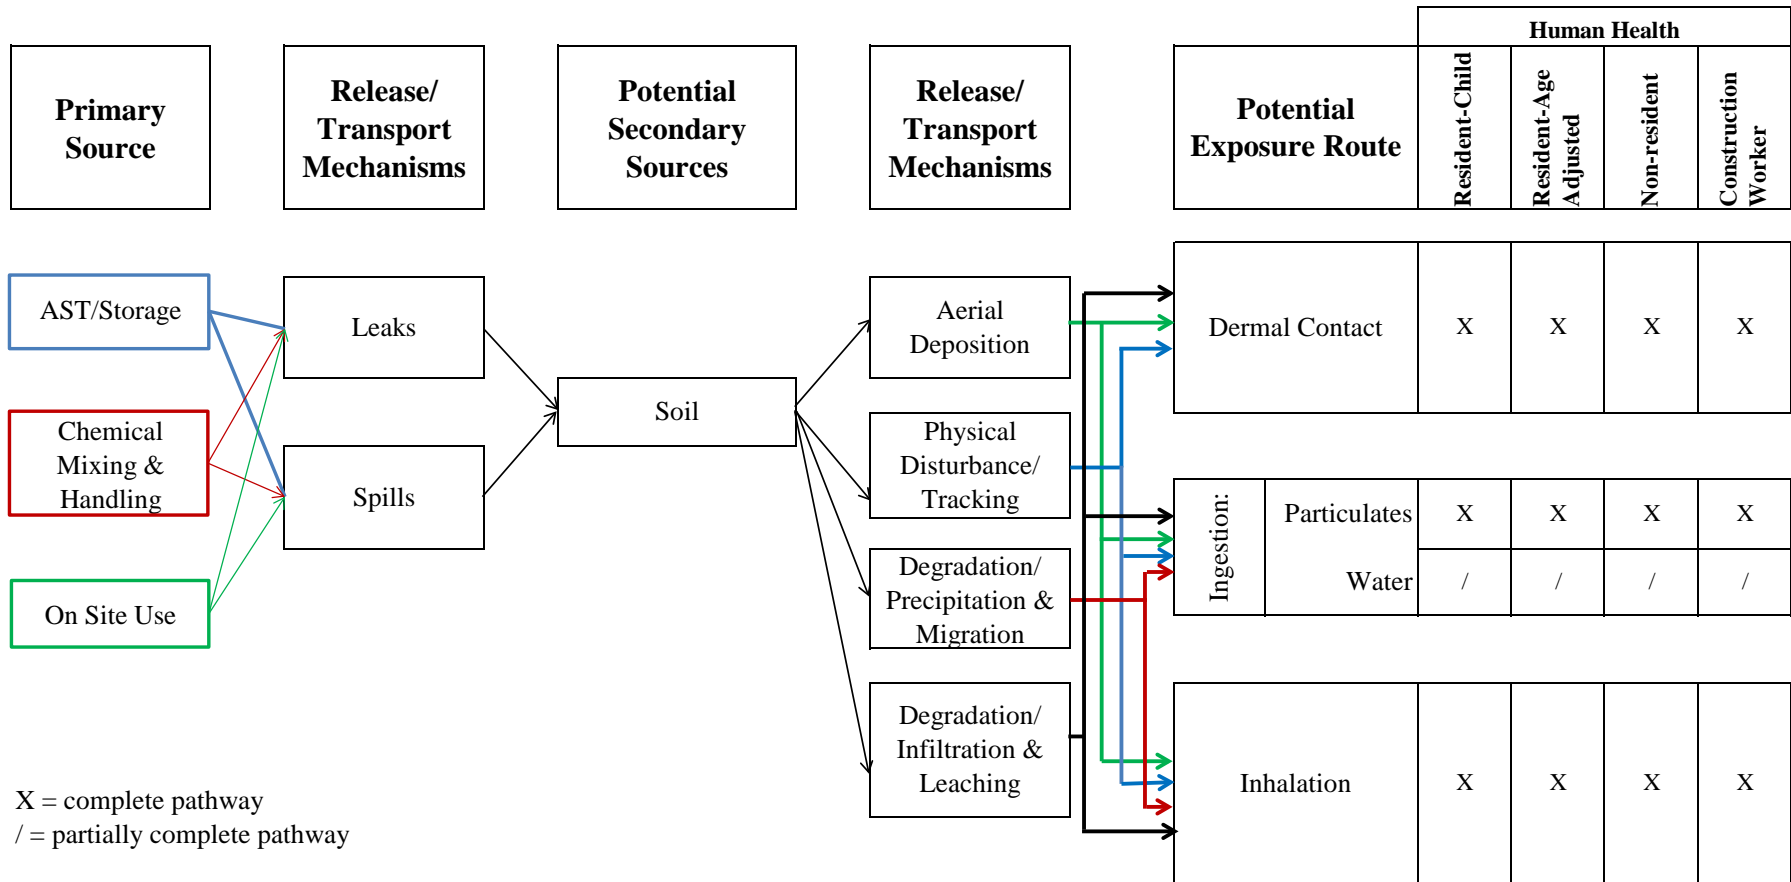 Human Health
Primary
Source
Release/
Transport
Mechanisms
Potential
Secondary
Sources
Release/
Transport
Mechanisms
Potential
Exposure Route
Resident-Child
Resident-Age
Adjusted
Non-resident
Construction
Worker
AST/Storage
Chemical
Mixing &
Handling
On Site Use
Leaks
Spills
Soil
Aerial
Deposition
Physical
Disturbance/
Tracking
Degradation/
Precipitation &
Migration
Degradation/
Infiltration &
Leaching
Dermal Contact X X X X
Ingestion:
Particulates X X X X
Water / / / /
Inhalation X X X X
X = complete pathway
/ = partially complete pathway